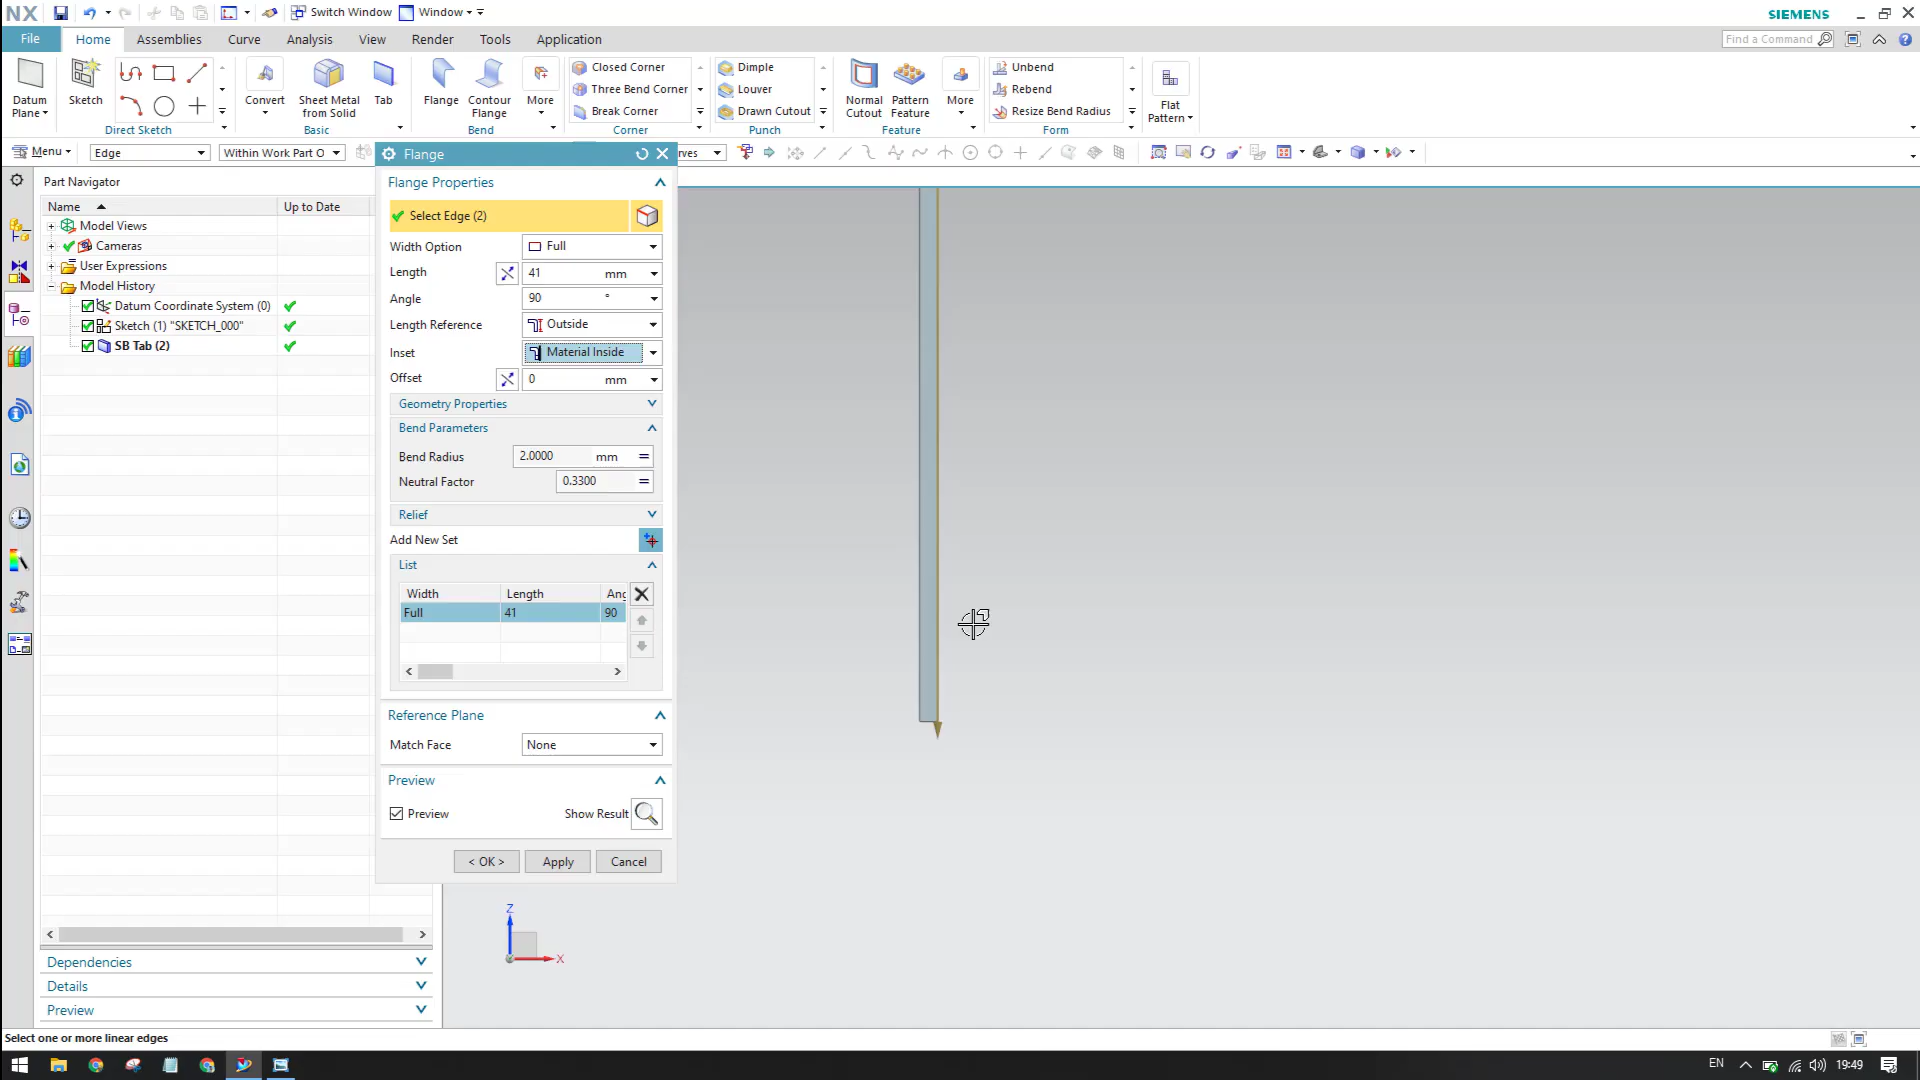 NX
Switch Window
Window
SIEMENS
File
Home
Assemblies
Curve
Analysis
View
Render
Tools
Application
Find a Command
Datum Plane
Sketch
Direct Sketch
Convert
Sheet Metal from Solid
Tab
Basic
Flange
Contour Flange
More
Bend
Closed Corner
Three Bend Corner
Break Corner
Corner
Dimple
Louver
Drawn Cutout
Punch
Normal Cutout
Pattern Feature
More
Feature
Unbend
Rebend
Resize Bend Radius
Form
Flat Pattern
Menu
Edge
Within Work Part O
rves
Part Navigator
Name
Up to Date
Model Views
Cameras
User Expressions
Model History
Datum Coordinate System (0)
Sketch (1) "SKETCH_000"
SB Tab (2)
Dependencies
Details
Preview
Flange
Flange Properties
Select Edge (2)
Width Option
Full
Length
41 mm
Angle
90 °
Length Reference
Outside
Inset
Material Inside
Offset
0 mm
Geometry Properties
Bend Parameters
Bend Radius
2.0000 mm =
Neutral Factor
0.3300 =
Relief
Add New Set
List
Width Length Ang
Full 41 90
Reference Plane
Match Face
None
Preview
Preview
Show Result
< OK >
Apply
Cancel
Z
X
Select one or more linear edges
EN
19:49